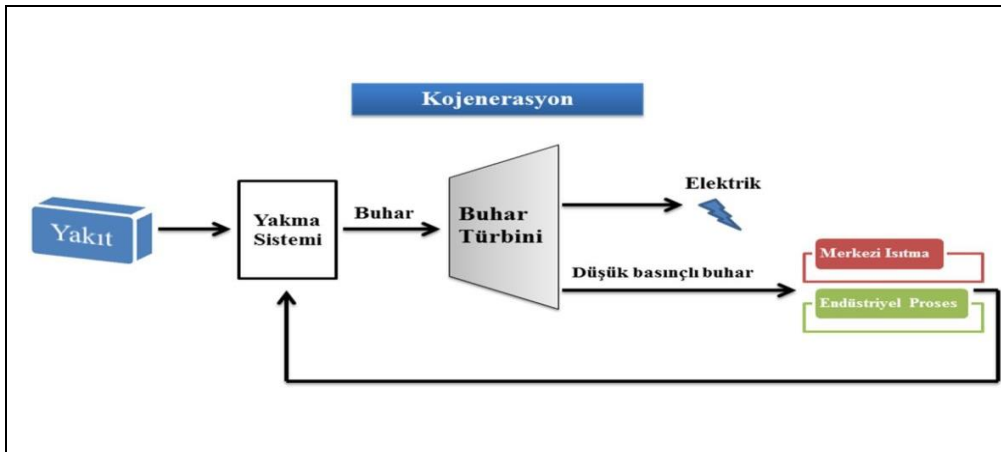 Kojenerasyon
Yakıt
Yakma
Sistemi
Buhar
Buhar
Türbini
Elektrik
Düşük basınçlı buhar
Merkezi Isıtma
Endüstriyel Proses